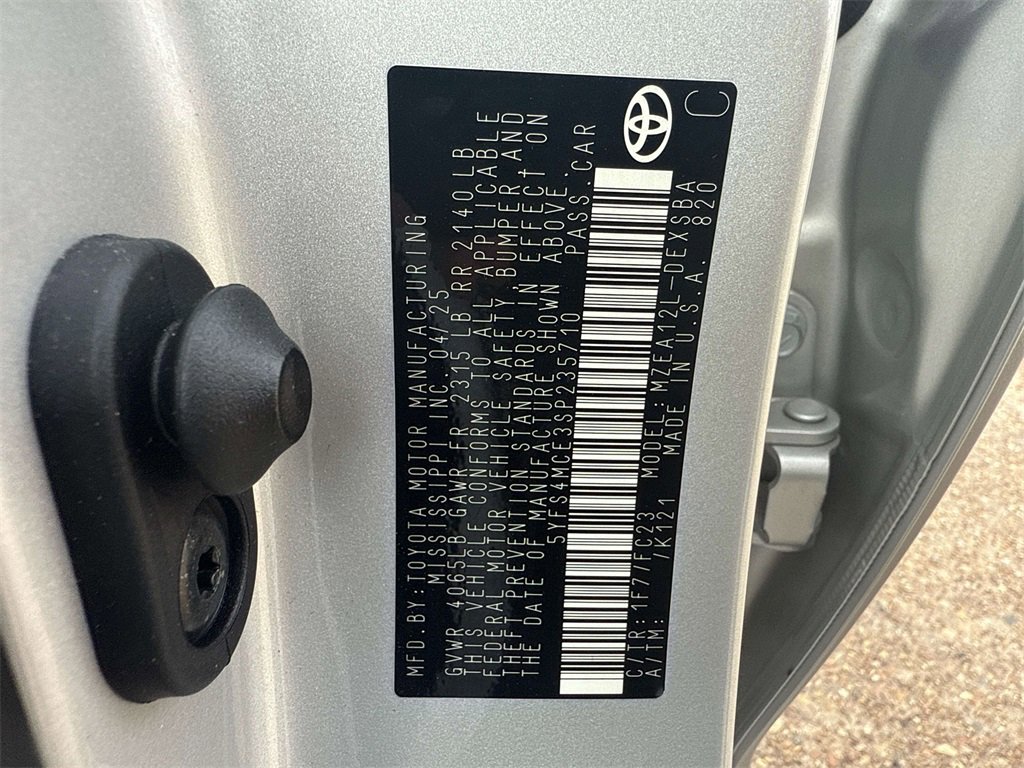 MFD.BY:TOYOTA MOTOR MANUFACTURING
MISSISSIPPI INC. 04/25
GVWR 4065LB GAWR FR 2315 LB RR 2140LB
THIS VEHICLE CONFORMS TO ALL APPLICABLE
FEDERAL MOTOR VEHICLE SAFETY, BUMPER AND
THEFT PREVENTION STANDARDS IN EFFECT ON
THE DATE OF MANUFACTURE SHOWN ABOVE.
5YFS4MCE3SP235710 PASS.CAR
C/TR: 1F7/FC23 MODEL:MZEA12L-DEXSBA
A/TM: /K121 MADE IN U.S.A. 820
C